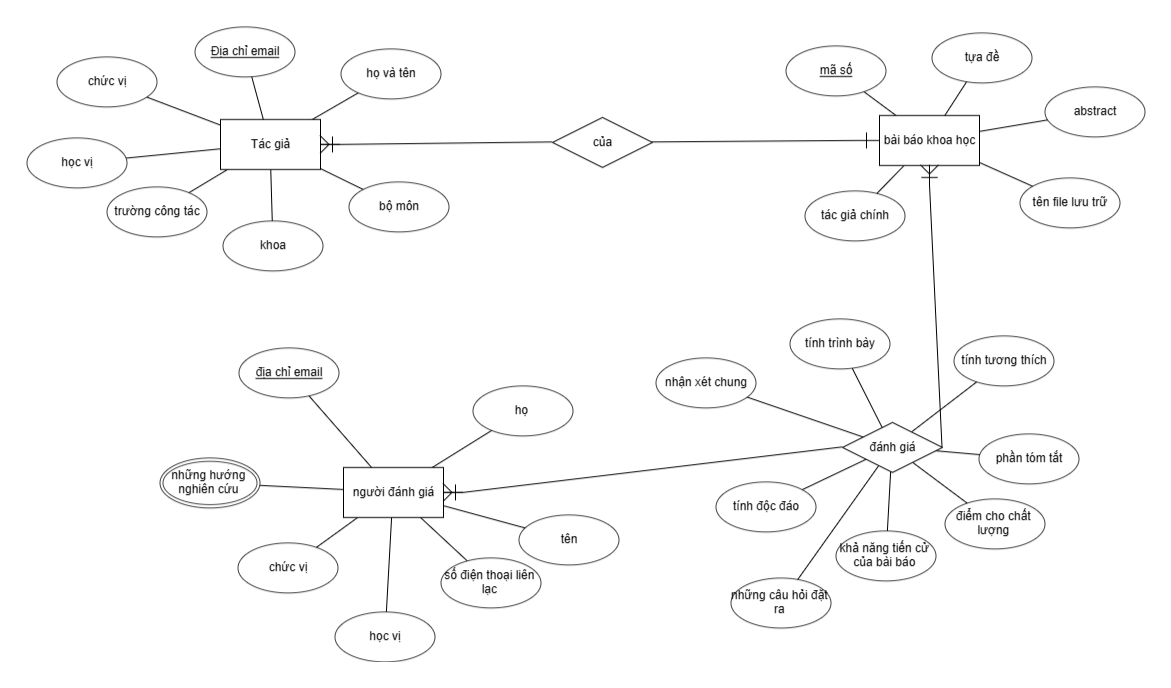 Địa chỉ email
họ và tên
chức vị
Tác giả
học vị
trường công tác
khoa
bộ môn
của
mã số
tựa đề
abstract
bài báo khoa học
tên file lưu trữ
tác giả chính
địa chỉ email
họ
những hướng
nghiên cứu
người đánh giá
chức vị
học vị
số điện thoại liên
lạc
tên
nhận xét chung
tính trình bảy
tính tương thích
đánh giá
phần tóm tắt
tính độc đáo
điểm cho chất
lượng
khả năng tiến cử
của bài báo
những câu hỏi đặt
ra